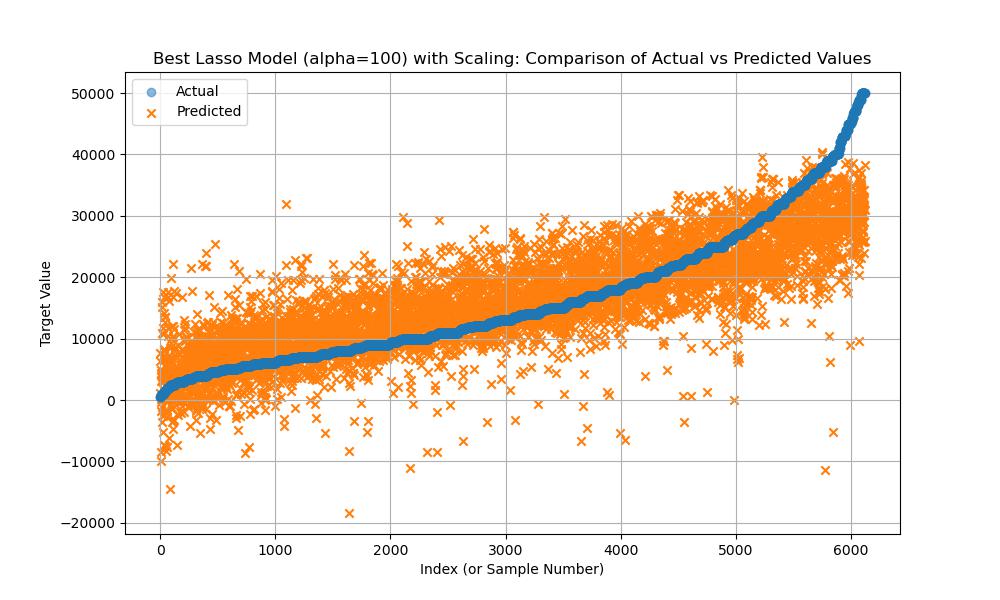 Best Lasso Model (alpha=100) with Scaling: Comparison of Actual vs Predicted Values
Actual
Predicted
50000
40000
30000
20000
10000
0
−10000
−20000
Target Value
0 1000 2000 3000 4000 5000 6000
Index (or Sample Number)